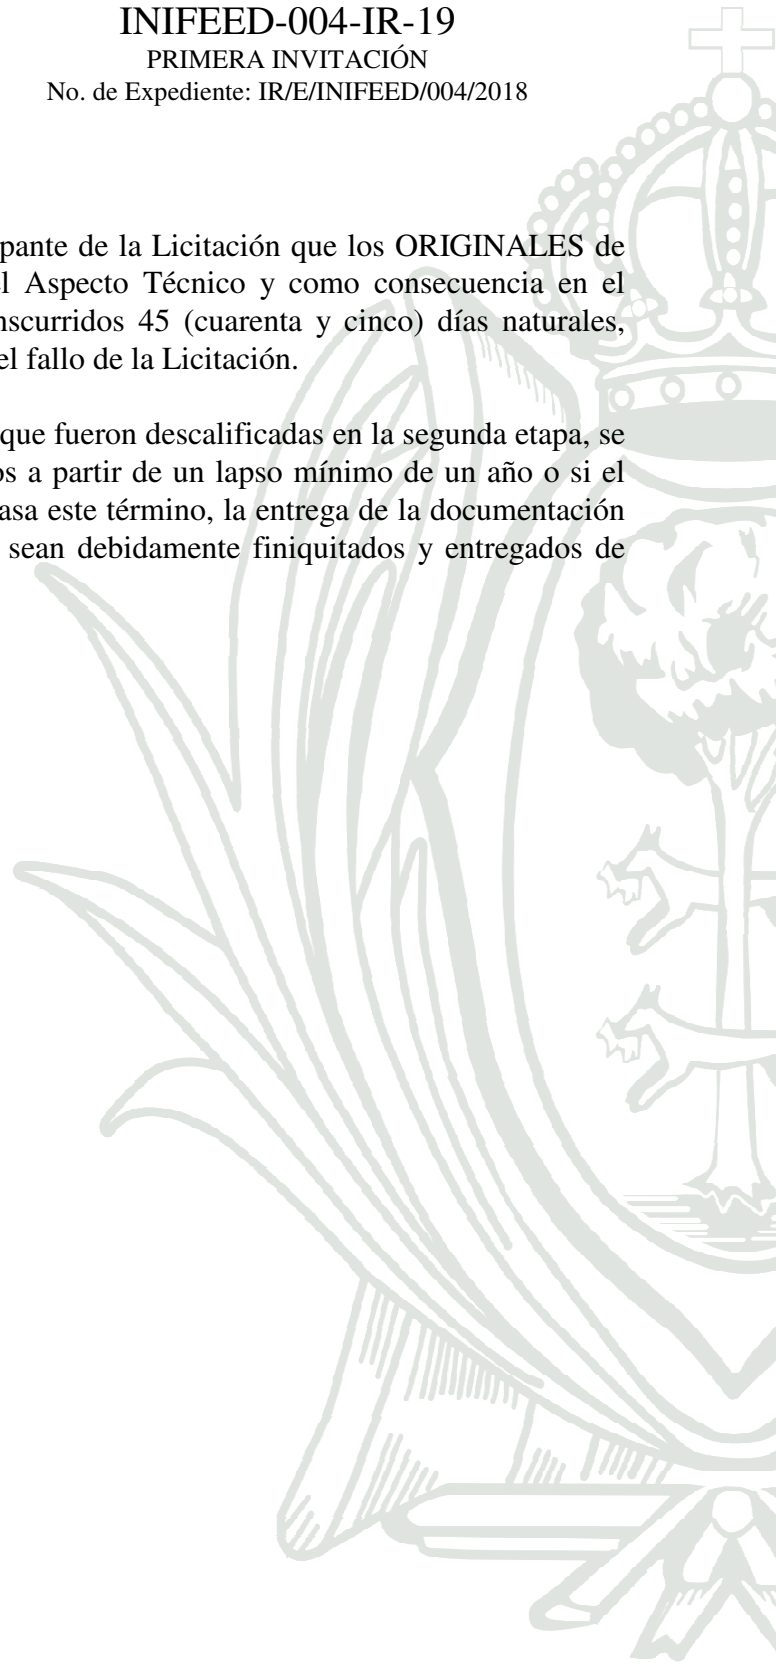 INIFEED-004-IR-19
PRIMERA INVITACIÓN
No. de Expediente: IR/E/INIFEED/004/2018
pante de la Licitación que los ORIGINALES de
l Aspecto Técnico y como consecuencia en el
nscurridos 45 (cuarenta y cinco) días naturales,
el fallo de la Licitación.
que fueron descalificadas en la segunda etapa, se
os a partir de un lapso mínimo de un año o si el
asa este término, la entrega de la documentación
sean debidamente finiquitados y entregados de